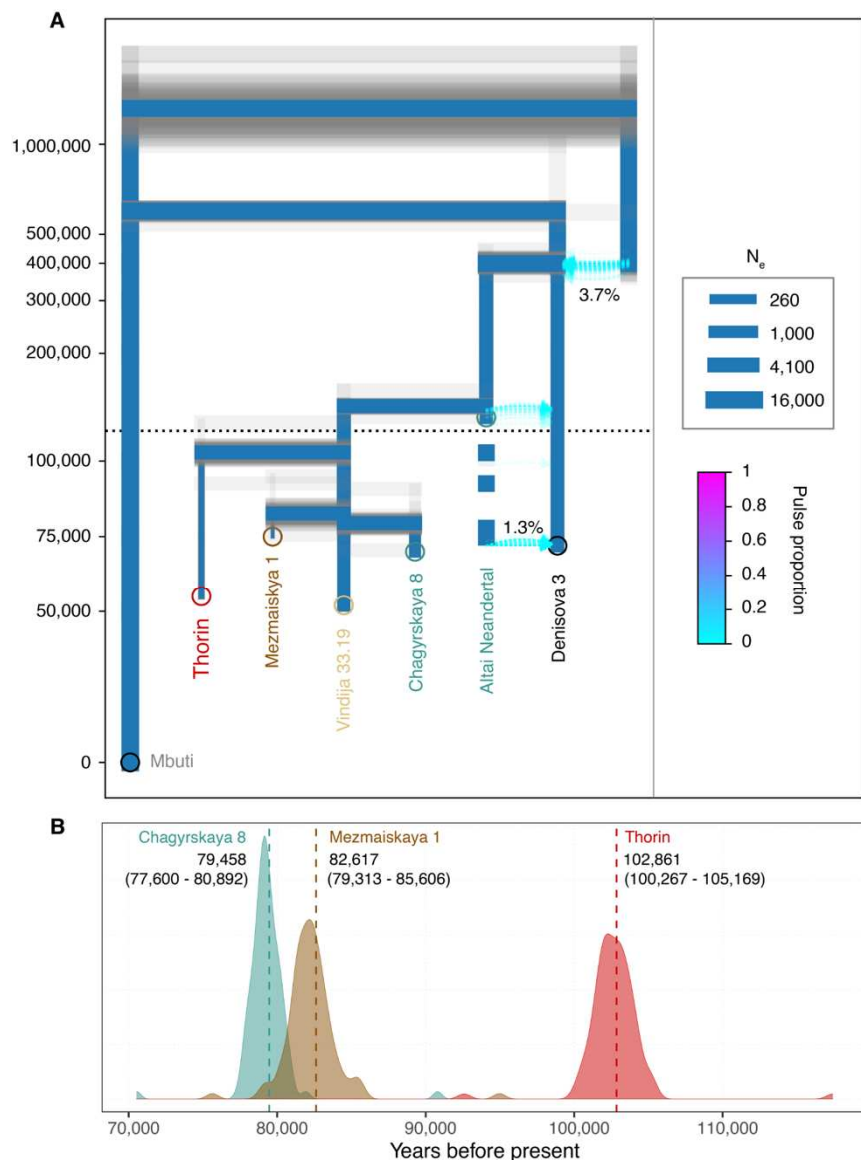 A
1,000,000
500,000
400,000
300,000
200,000
100,000
75,000
50,000
0
3.7%
1.3%
Thorin
Mezmaiskya 1
Vindija 33.19
Chagyrskaya 8
Altai Neandertal
Denisova 3
Mbuti
Ne
260
1,000
4,100
16,000
1
0.8
0.6
0.4
0.2
0
Pulse proportion
B
Chagyrskaya 8
79,458
(77,600 - 80,892)
Mezmaiskaya 1
82,617
(79,313 - 85,606)
Thorin
102,861
(100,267 - 105,169)
70,000
80,000
90,000
100,000
110,000
Years before present